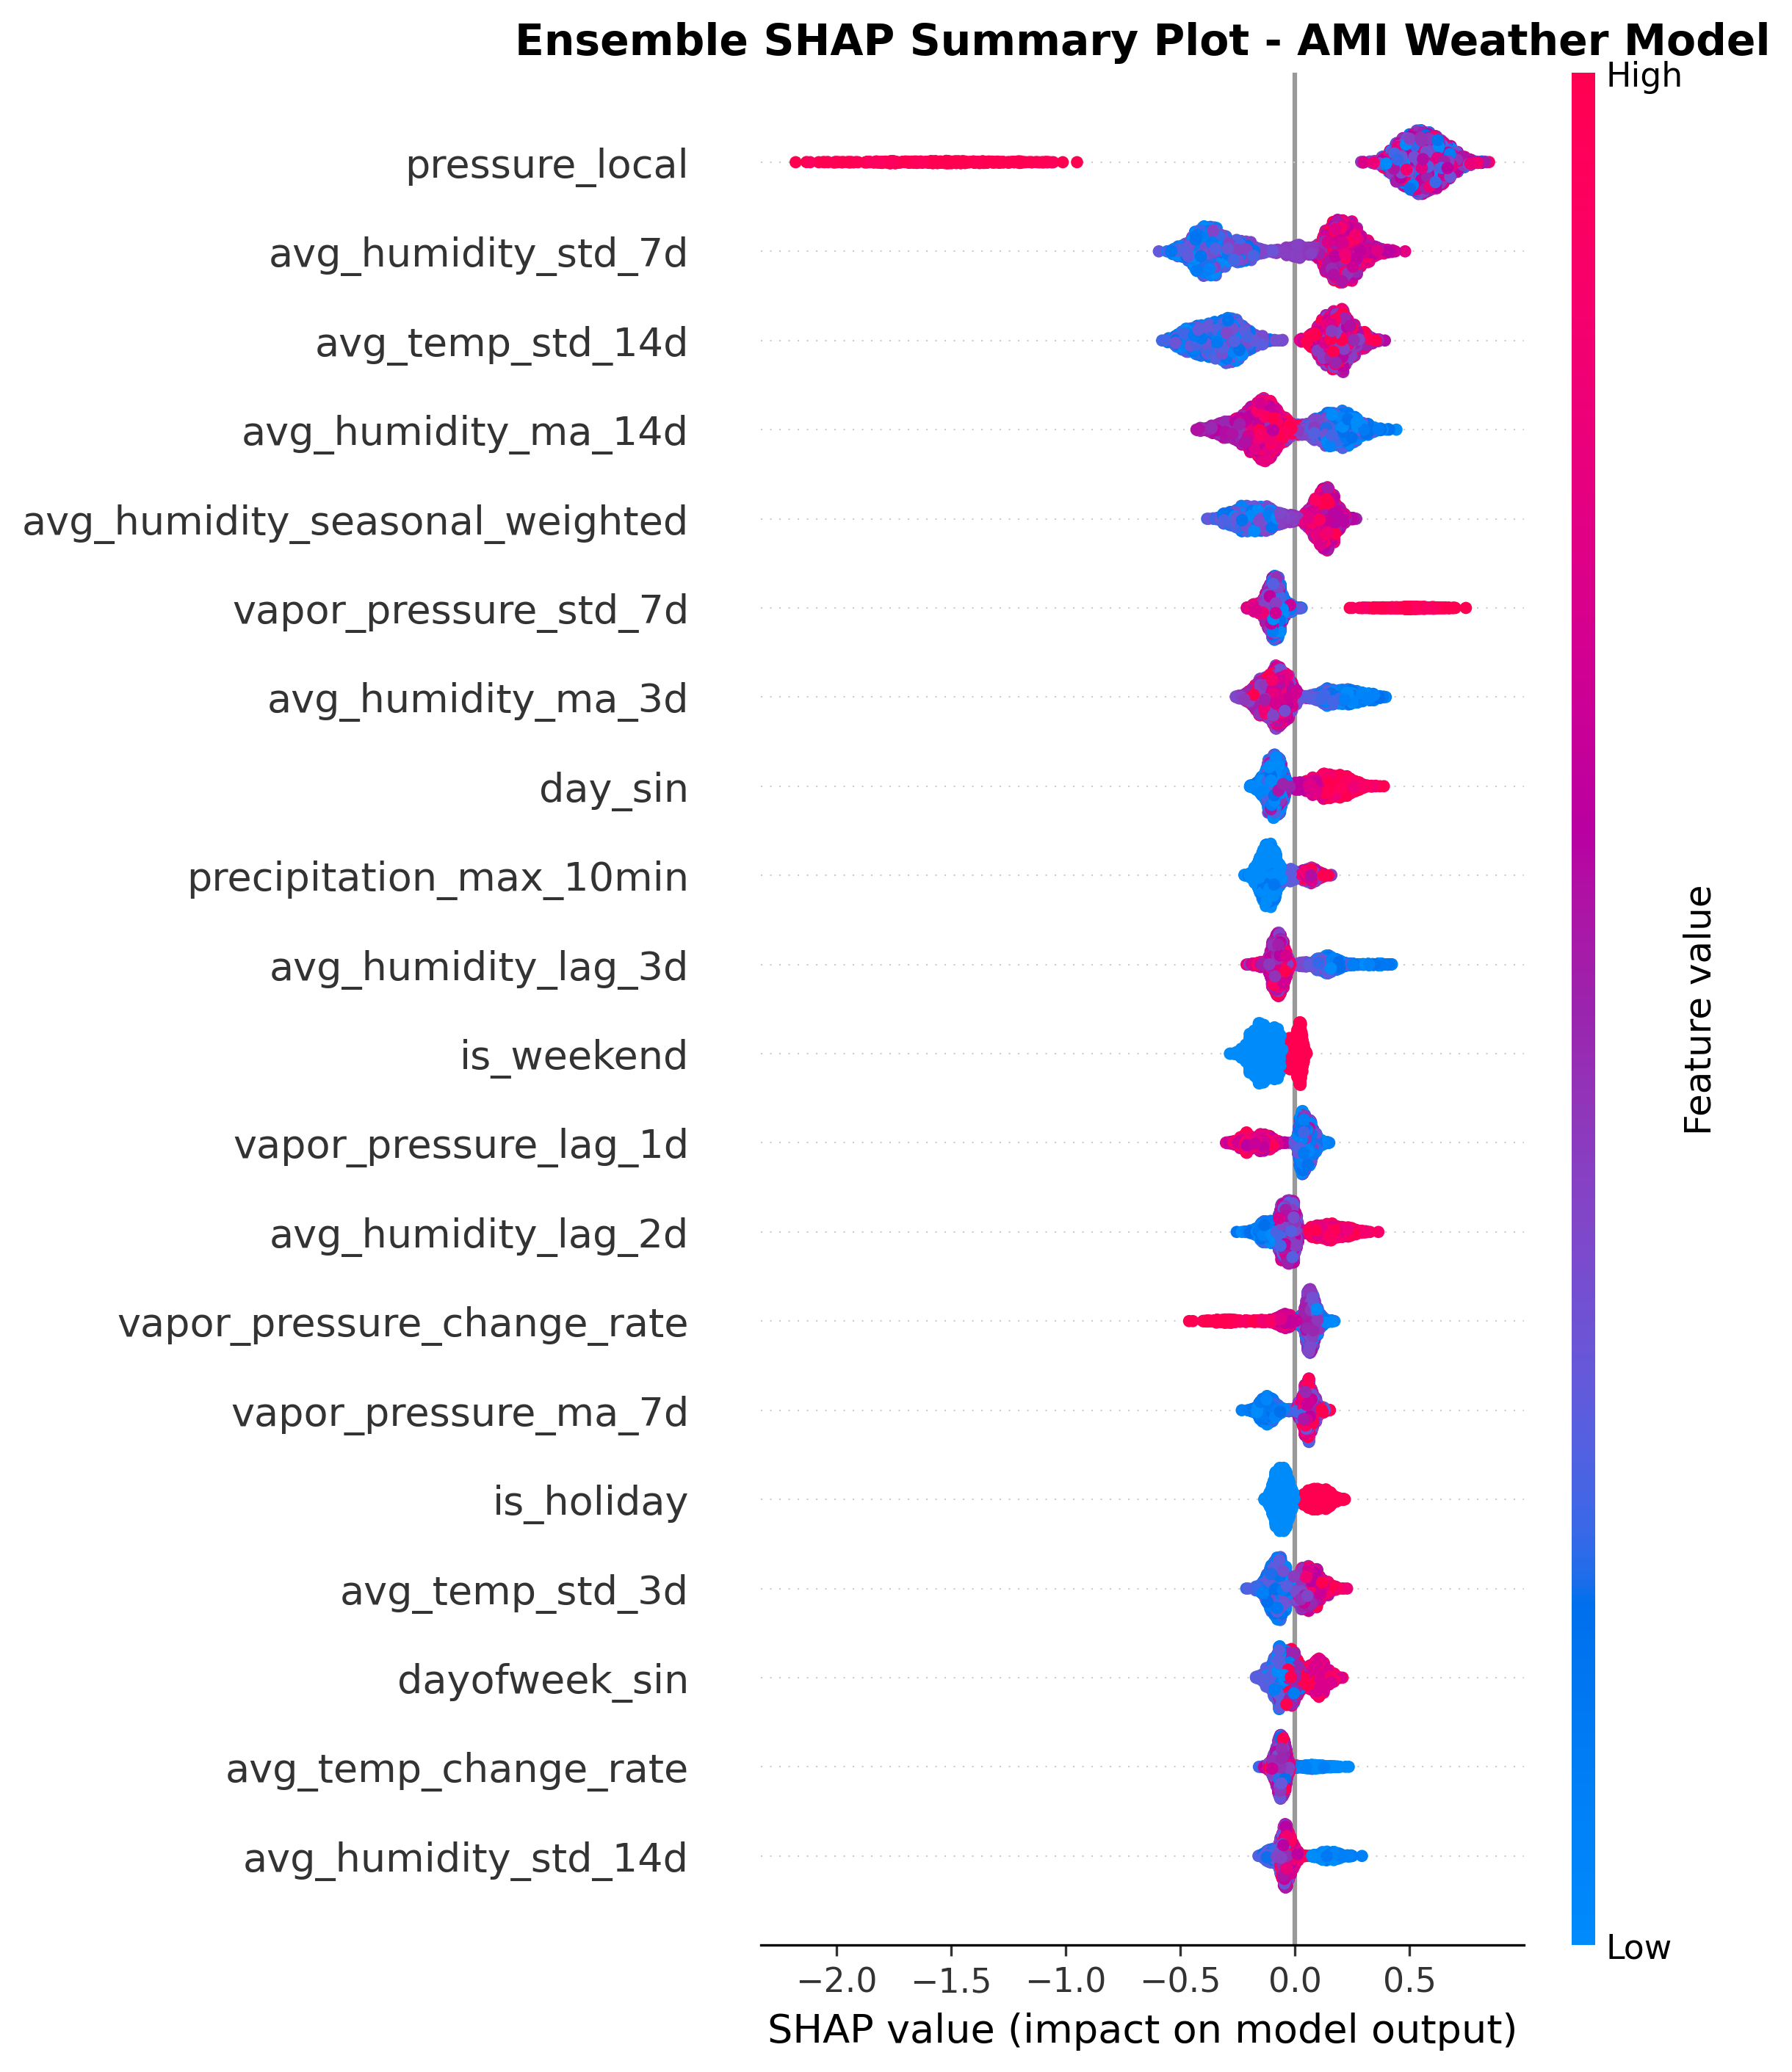 Ensemble SHAP Summary Plot - AMI Weather Model
High
pressure_local
avg_humidity_std_7d
avg_temp_std_14d
avg_humidity_ma_14d
avg_humidity_seasonal_weighted
vapor_pressure_std_7d
avg_humidity_ma_3d
day_sin
precipitation_max_10min
avg_humidity_lag_3d
is_weekend
vapor_pressure_lag_1d
avg_humidity_lag_2d
vapor_pressure_change_rate
vapor_pressure_ma_7d
is_holiday
avg_temp_std_3d
dayofweek_sin
avg_temp_change_rate
avg_humidity_std_14d
Feature value
Low
−2.0 −1.5 −1.0 −0.5 0.0 0.5
SHAP value (impact on model output)